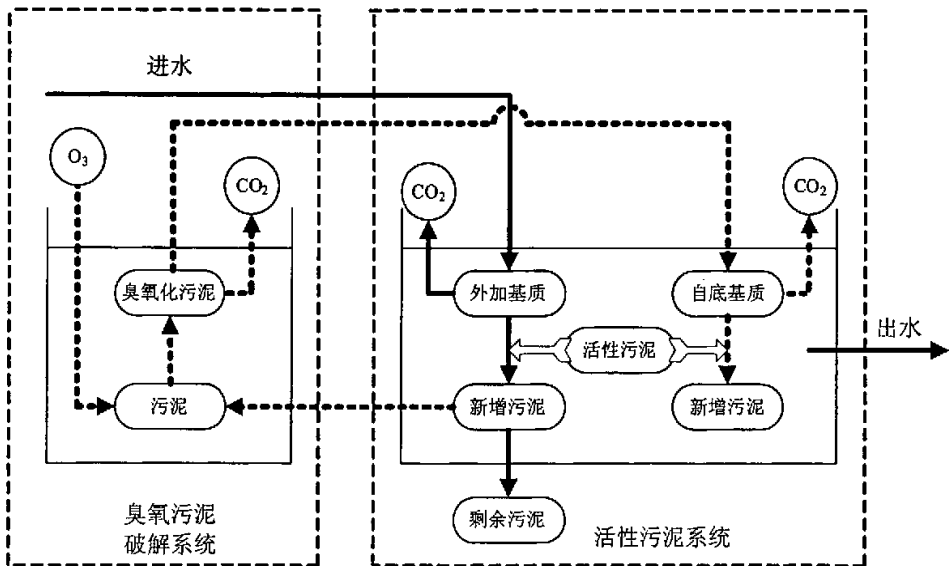 进水
O₃
CO₂
CO₂
CO₂
臭氧化污泥
外加基质
自底基质
出水
活性污泥
污泥
新增污泥
新增污泥
剩余污泥
臭氧污泥
破解系统
活性污泥系统